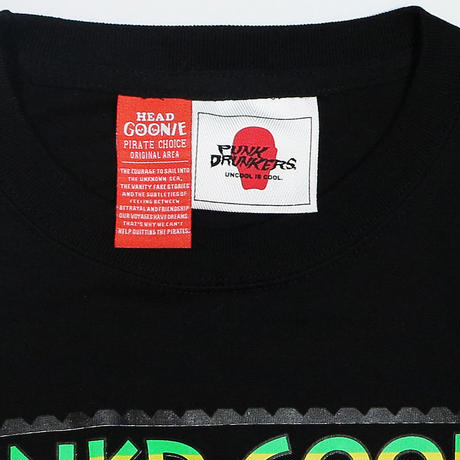 HEAD
GOONIE
PIRATE CHOICE
ORIGINAL AREA
THE COURAGE TO SAIL INTO
THE UNKNOWN SEA,
THE VANITY, FAKE STORIES
AND THE SUBTLETIES OF
FEELING BETWEEN
BETRAYAL AND FRIENDSHIP
OUR VOYAGES HAVE DREAMS.
THAT'S WHY WE CAN'T
HELP QUITTING THE PIRATES.
PUNK
DRUNKERS.
UNCOOL IS COOL.